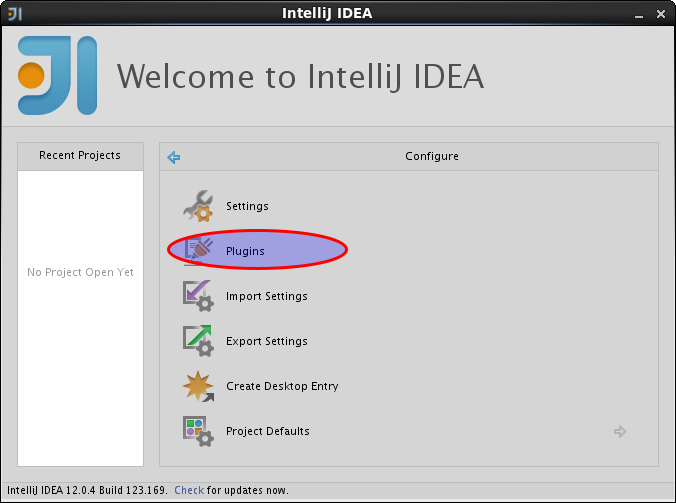 IntelliJ IDEA
Welcome to IntelliJ IDEA
Recent Projects
Configure
Settings
Plugins
No Project Open Yet
Import Settings
Export Settings
Create Desktop Entry
Project Defaults
IntelliJ IDEA 12.0.4 Build 123.169. Check for updates now.